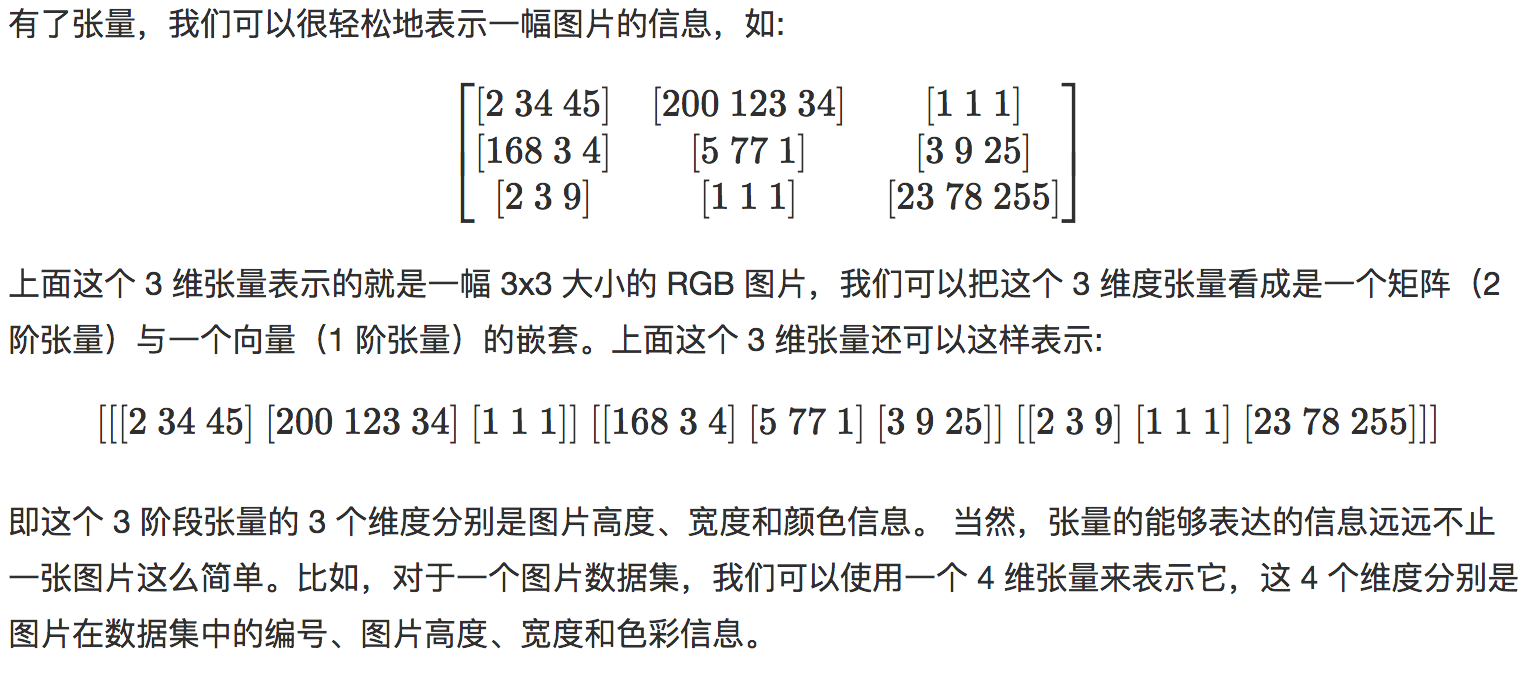 有了张量，我们可以很轻松地表示一幅图片的信息，如:
[2 34 45] [200 123 34] [1 1 1]
[168 3 4] [5 77 1] [3 9 25]
[2 3 9] [1 1 1] [23 78 255]
上面这个 3 维张量表示的就是一幅 3x3 大小的 RGB 图片，我们可以把这个 3 维度张量看成是一个矩阵（2
阶张量）与一个向量（1 阶张量）的嵌套。上面这个 3 维张量还可以这样表示:
[[[2 34 45] [200 123 34] [1 1 1]] [[168 3 4] [5 77 1] [3 9 25]] [[2 3 9] [1 1 1] [23 78 255]]]
即这个 3 阶段张量的 3 个维度分别是图片高度、宽度和颜色信息。 当然，张量的能够表达的信息远远不止
一张图片这么简单。比如，对于一个图片数据集，我们可以使用一个 4 维张量来表示它，这 4 个维度分别是
图片在数据集中的编号、图片高度、宽度和色彩信息。